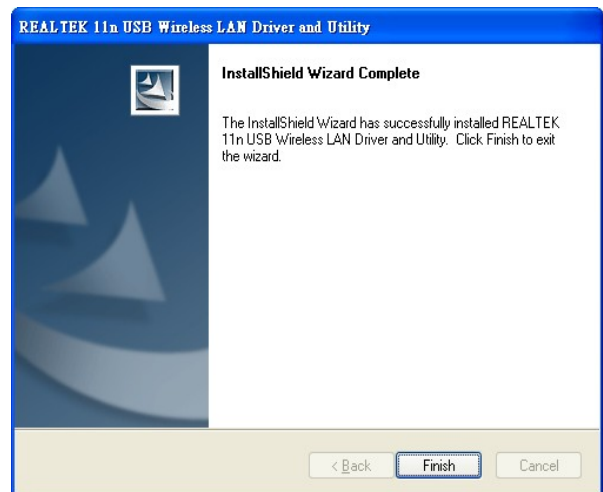 REALTEK 11n USB Wireless LAN Driver and Utility
InstallShield Wizard Complete
The InstallShield Wizard has successfully installed REALTEK
11n USB Wireless LAN Driver and Utility.  Click Finish to exit
the wizard.
< Back
Finish
Cancel